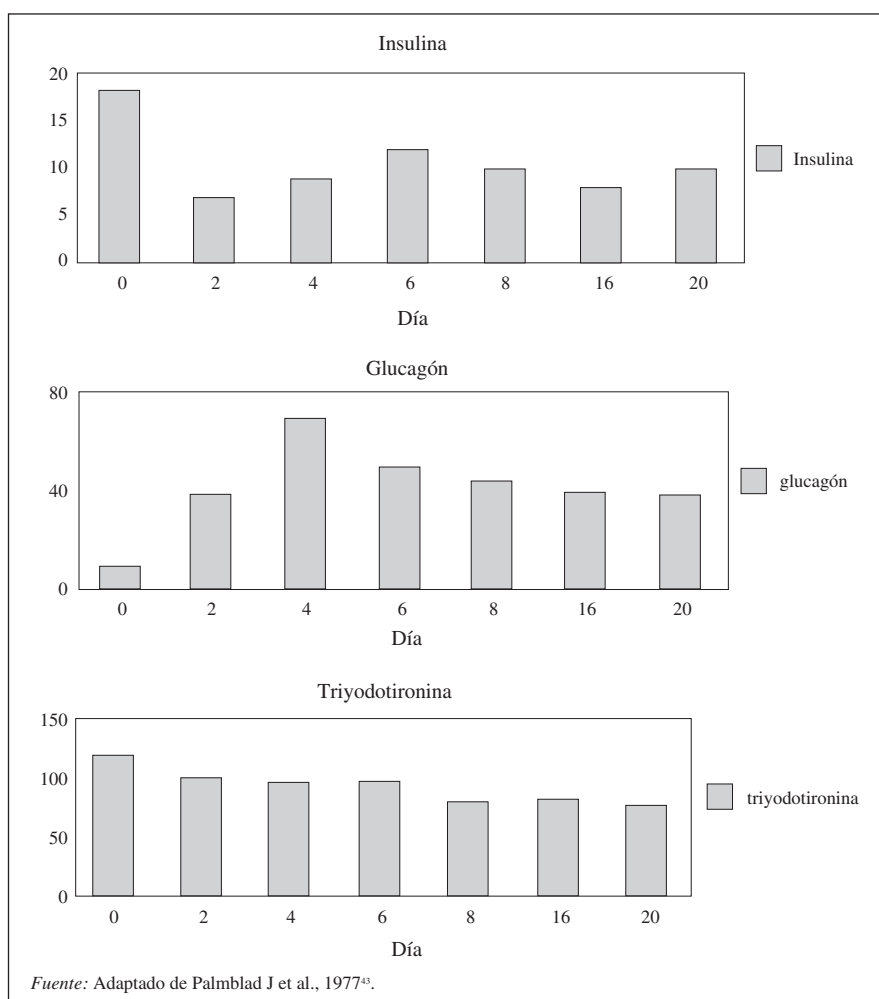 Insulina
20
15
10
5
0
0 2 4 6 8 16 20
Día
Insulina
Glucagón
80
40
0
0 2 4 6 8 16 20
Día
glucagón
Triyodotironina
150
100
50
0
0 2 4 6 8 16 20
Día
triyodotironina
Fuente: Adaptado de Palmblad J et al., 1977⁴³.